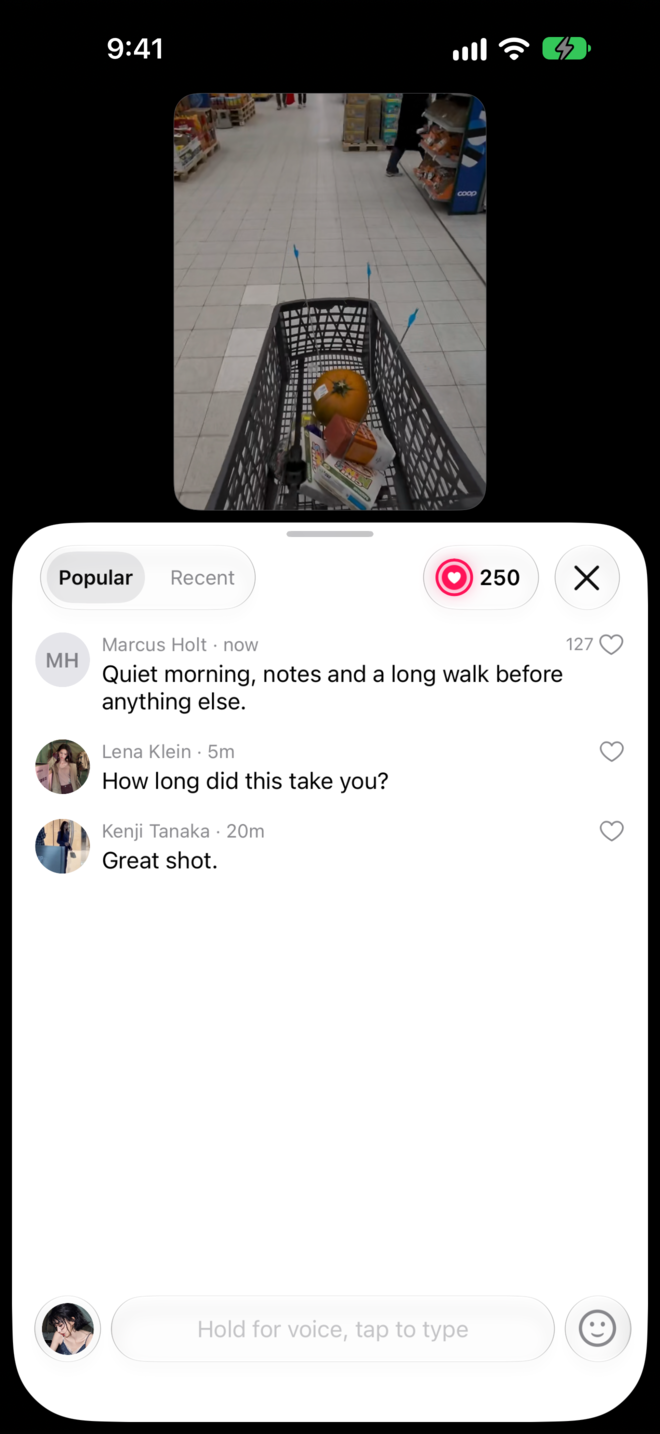 9:41
coop
Popular
Recent
250
MH
Marcus Holt · now
127
Quiet morning, notes and a long walk before
anything else.
Lena Klein · 5m
How long did this take you?
Kenji Tanaka · 20m
Great shot.
Hold for voice, tap to type